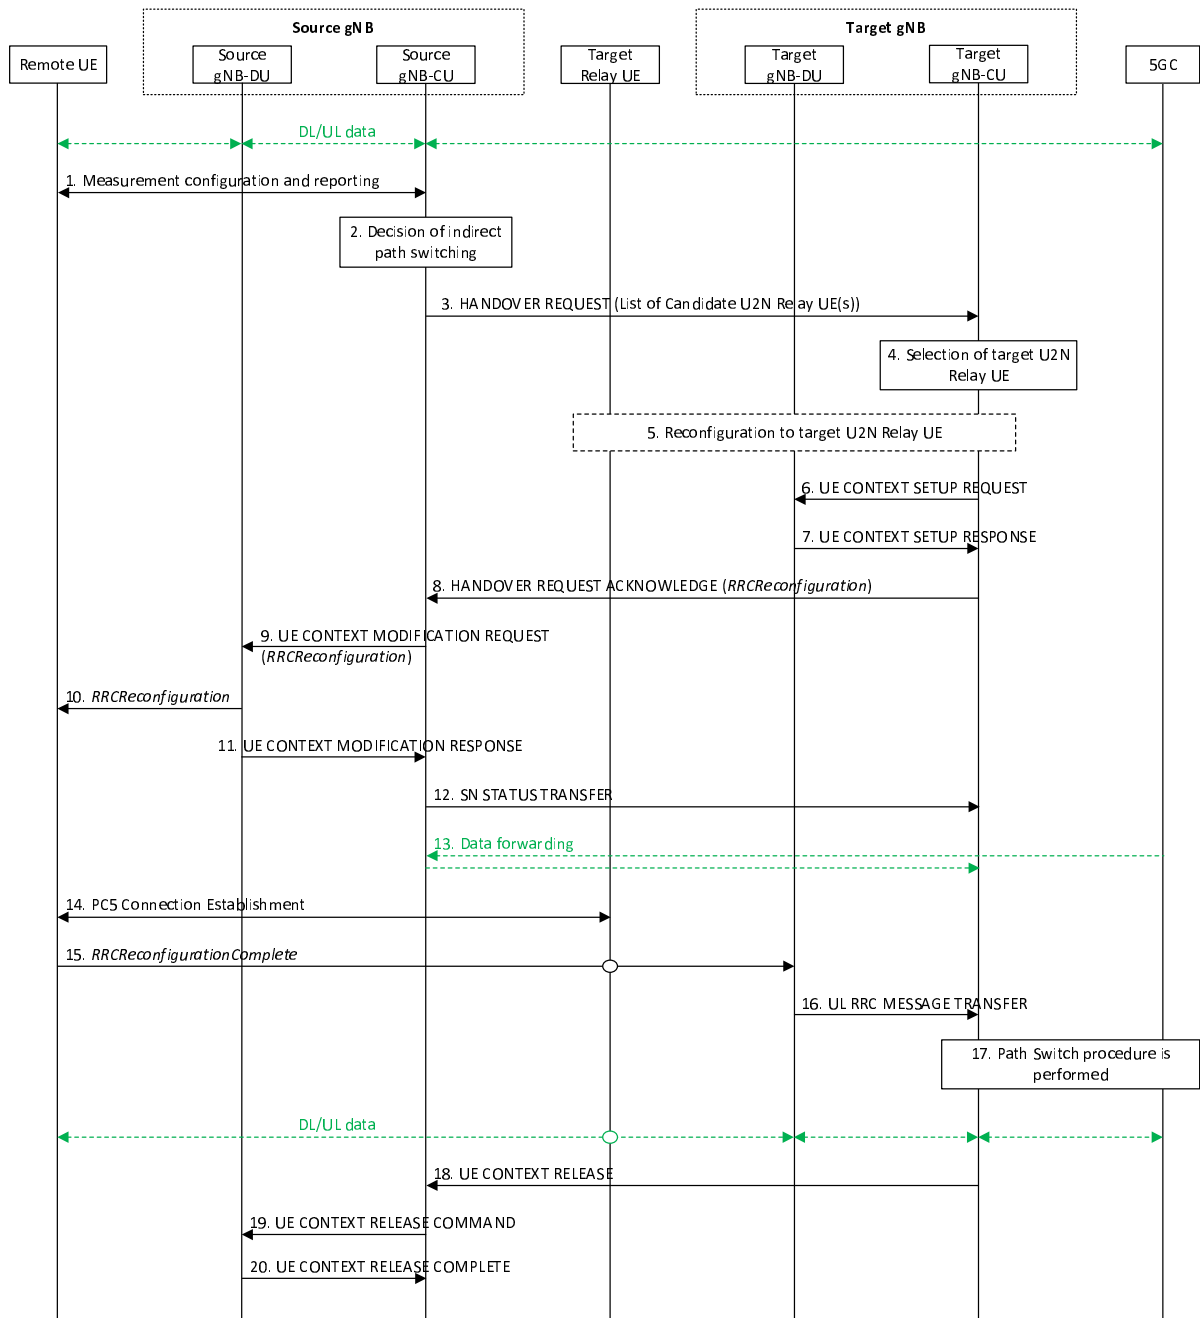 Source gNB
Target gNB
Remote UE
Source
gNB-DU
Source
gNB-CU
Target
Relay UE
Target
gNB-DU
Target
gNB-CU
5GC
DL/UL data
1. Measurement configuration and reporting
2. Decision of indirect
path switching
3. HANDOVER REQUEST (List of Candidate U2N Relay UE(s))
4. Selection of target U2N
Relay UE
5. Reconfiguration to target U2N Relay UE
6. UE CONTEXT SETUP REQUEST
7. UE CONTEXT SETUP RESPONSE
8. HANDOVER REQUEST ACKNOWLEDGE (RRCReconfiguration)
9. UE CONTEXT MODIFICATION REQUEST
(RRCReconfiguration)
10. RRCReconfiguration
11. UE CONTEXT MODIFICATION RESPONSE
12. SN STATUS TRANSFER
13. Data forwarding
14. PC5 Connection Establishment
15. RRCReconfigurationComplete
16. UL RRC MESSAGE TRANSFER
17. Path Switch procedure is
performed
DL/UL data
18. UE CONTEXT RELEASE
19. UE CONTEXT RELEASE COMMAND
20. UE CONTEXT RELEASE COMPLETE